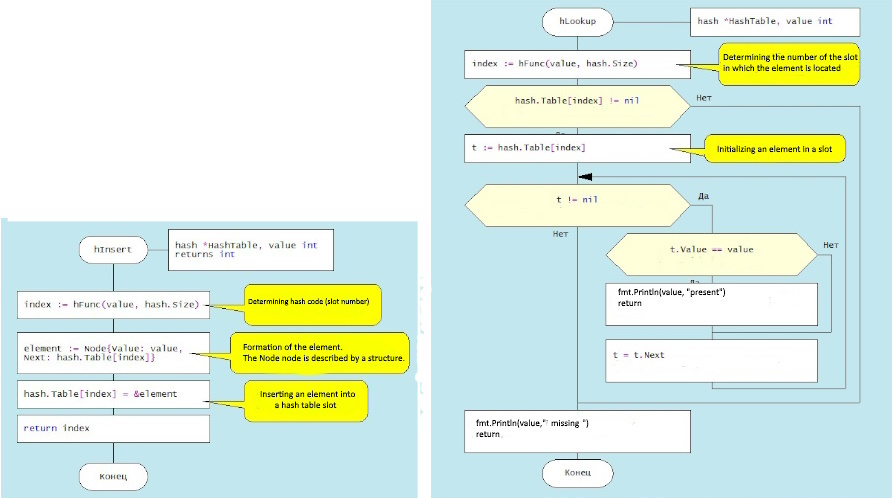 hInsert
hash *HashTable, value int
returns int
index := hFunc(value, hash.Size)
Determining hash code (slot number)
element := Node{Value: value,
Next: hash.Table[index]}
Formation of the element.
The Node node is described by a structure.
hash.Table[index] = &element
Inserting an element into
a hash table slot
return index
Конец
hLookup
hash *HashTable, value int
index := hFunc(value, hash.Size)
Determining the number of the slot
in which the element is located
hash.Table[index] != nil
Нет
t := hash.Table[index]
Initializing an element in a slot
t != nil
Да
Нет
t.Value == value
Нет
fmt.Println(value, "present")
return
t = t.Next
fmt.Println(value," missing ")
return
Конец